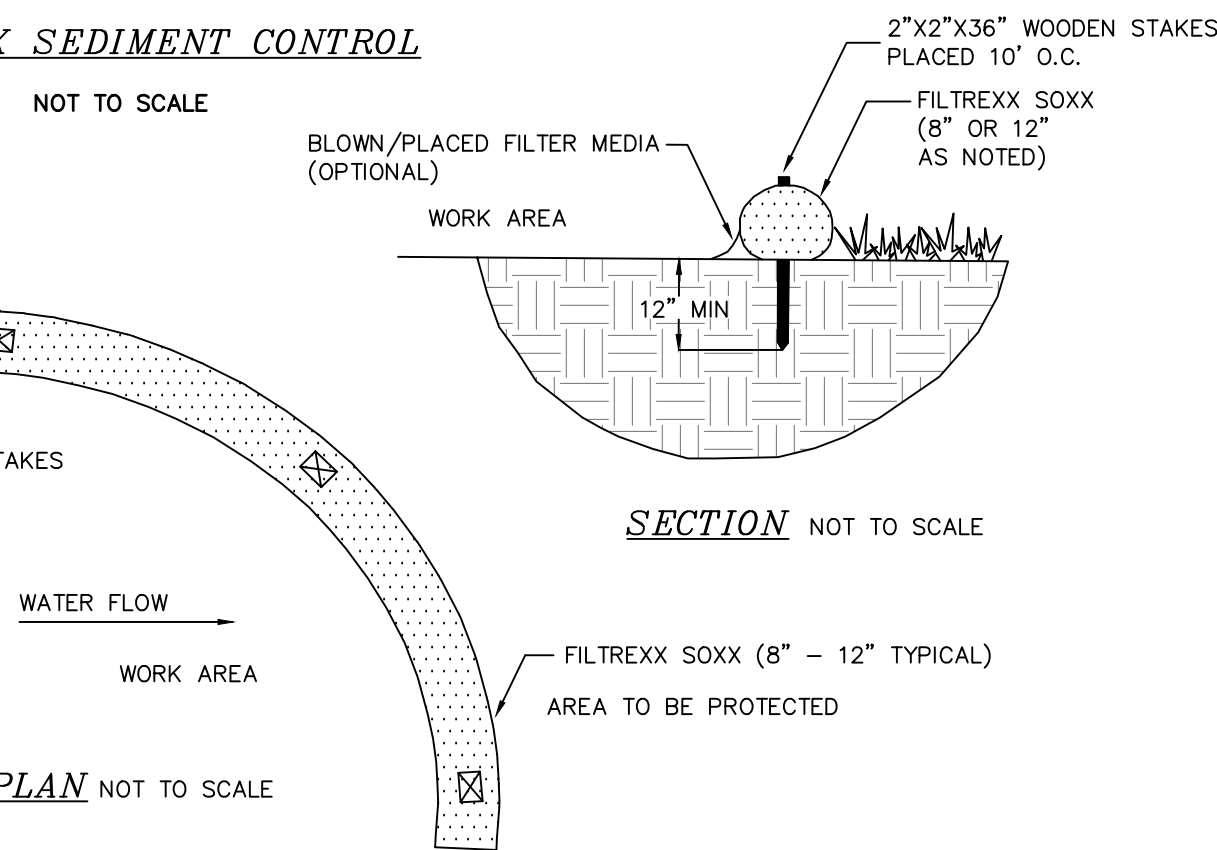 X SEDIMENT CONTROL
NOT TO SCALE
2"X2"X36" WOODEN STAKES
PLACED 10' O.C.
FILTREXX SOXX
(8" OR 12"
AS NOTED)
BLOWN/PLACED FILTER MEDIA
(OPTIONAL)
WORK AREA
12" MIN
SECTION NOT TO SCALE
TAKES
WATER FLOW
WORK AREA
FILTREXX SOXX (8" – 12" TYPICAL)
AREA TO BE PROTECTED
PLAN NOT TO SCALE